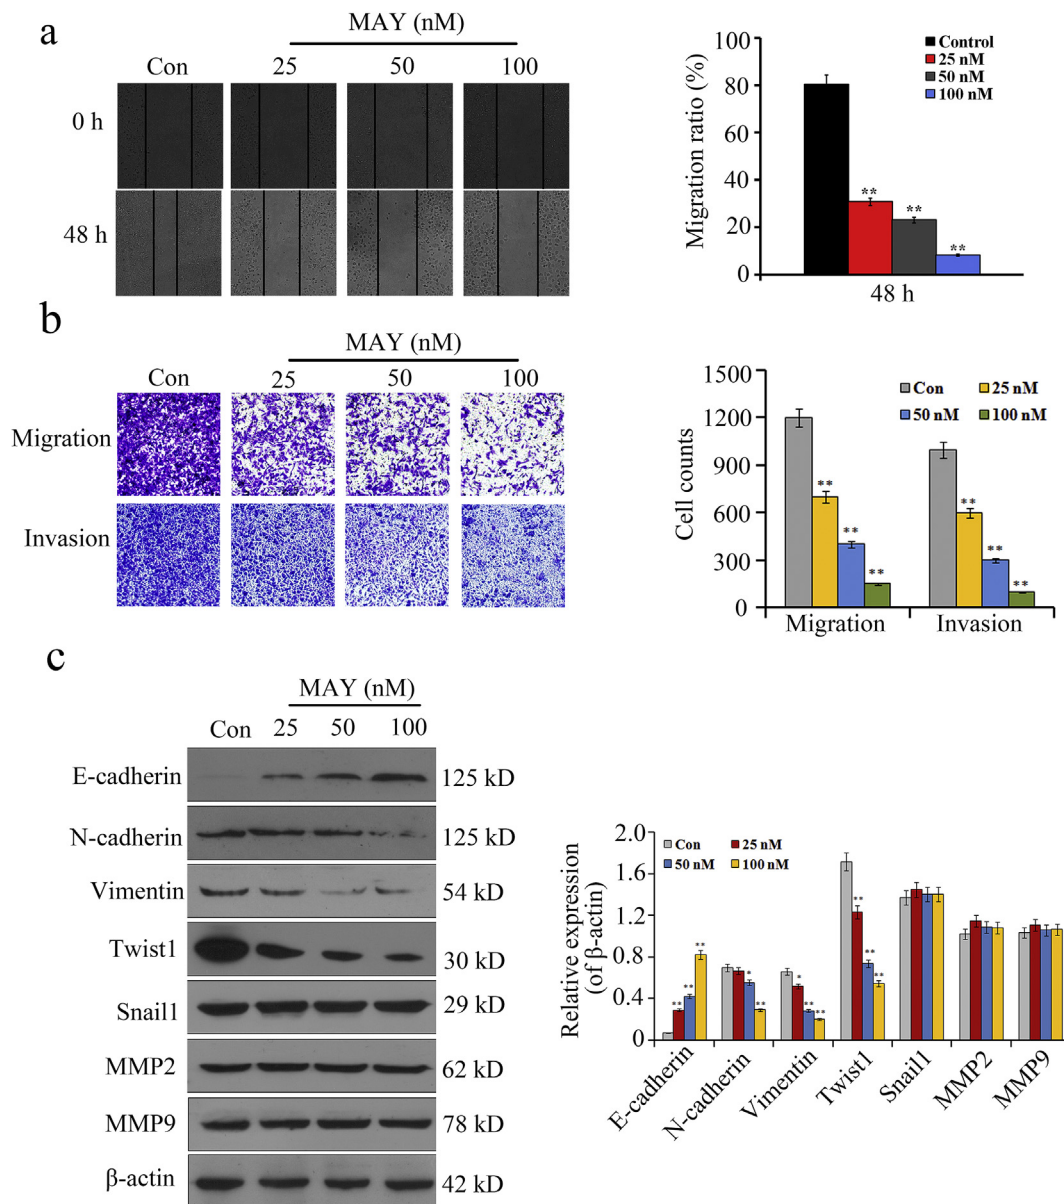 a
MAY (nM)
Con 25 50 100
0 h
48 h
Migration ratio (%)
100
80
60
40
20
0
Control
25 nM
50 nM
100 nM
**
**
**
48 h
b
MAY (nM)
Con 25 50 100
Migration
Invasion
Cell counts
1500
1200
900
600
300
0
Con 25 nM
50 nM 100 nM
** ** ** ** ** **
Migration Invasion
c
MAY (nM)
Con 25 50 100
E-cadherin 125 kD
N-cadherin 125 kD
Vimentin 54 kD
Twist1 30 kD
Snail1 29 kD
MMP2 62 kD
MMP9 78 kD
β-actin 42 kD
Relative expression
(of β-actin)
2.0
1.6
1.2
0.8
0.4
0
Con 25 nM
50 nM 100 nM
** ** ** * ** * ** ** ** ** **
E-cadherin
N-cadherin
Vimentin
Twist1
Snail1
MMP2
MMP9